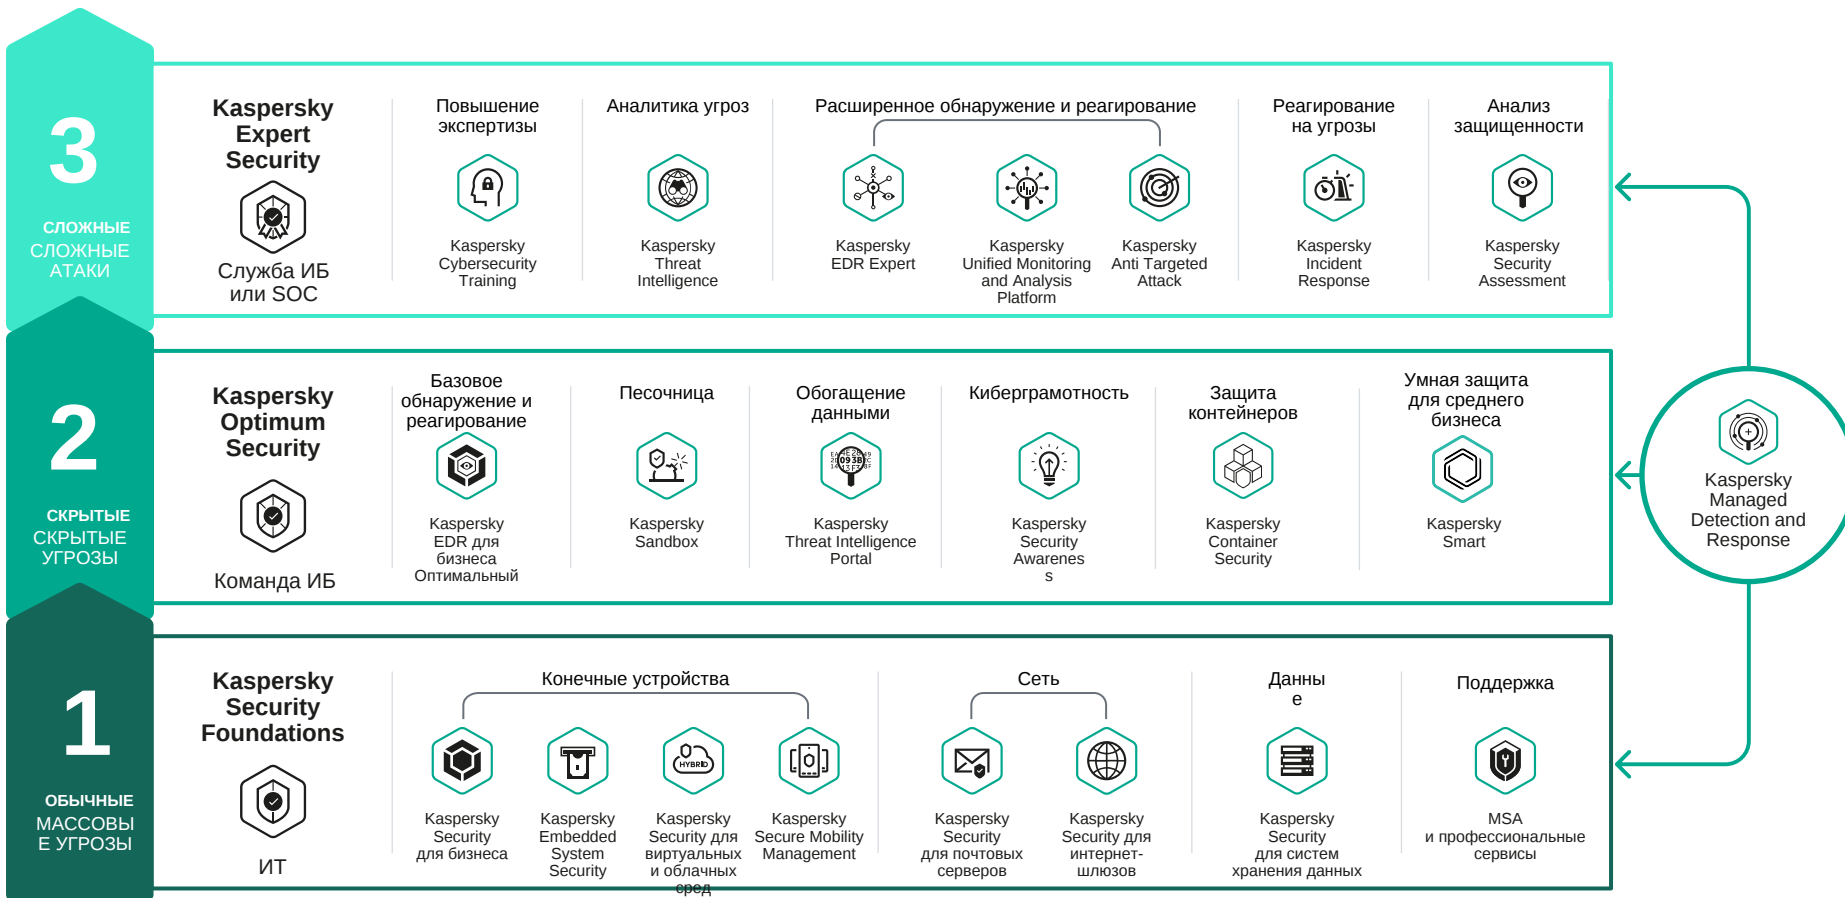 3
СЛОЖНЫЕ
СЛОЖНЫЕ
АТАКИ
Kaspersky
Expert
Security
Служба ИБ
или SOC
Повышение
экспертизы
Kaspersky
Cybersecurity
Training
Аналитика угроз
Kaspersky
Threat
Intelligence
Расширенное обнаружение и реагирование
Kaspersky
EDR Expert
Kaspersky
Unified Monitoring
and Analysis
Platform
Kaspersky
Anti Targeted
Attack
Реагирование
на угрозы
Kaspersky
Incident
Response
Анализ
защищенности
Kaspersky
Security
Assessment
2
СКРЫТЫЕ
СКРЫТЫЕ
УГРОЗЫ
Kaspersky
Optimum
Security
Команда ИБ
Базовое
обнаружение и
реагирование
Kaspersky
EDR для
бизнеса
Оптимальный
Песочница
Kaspersky
Sandbox
Обогащение
данными
093B
Kaspersky
Threat Intelligence
Portal
Киберграмотность
Kaspersky
Security
Awarenes
s
Защита
контейнеров
Kaspersky
Container
Security
Умная защита
для среднего
бизнеса
Kaspersky
Smart
Kaspersky
Managed
Detection and
Response
1
ОБЫЧНЫЕ
МАССОВЫ
Е УГРОЗЫ
Kaspersky
Security
Foundations
ИТ
Конечные устройства
Kaspersky
Security
для бизнеса
Kaspersky
Embedded
System
Security
HYBRID
Kaspersky
Security для
виртуальных
и облачных
сред
Kaspersky
Secure Mobility
Management
Сеть
Kaspersky
Security
для почтовых
серверов
Kaspersky
Security для
интернет-
шлюзов
Данны
е
Kaspersky
Security
для систем
хранения данных
Поддержка
MSA
и профессиональные
сервисы